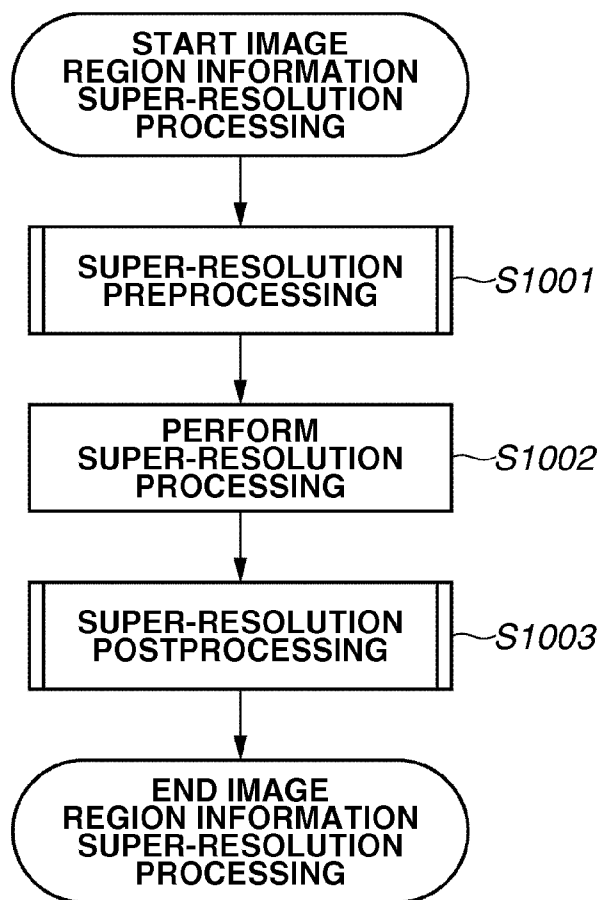 START IMAGE
REGION INFORMATION
SUPER-RESOLUTION
PROCESSING
SUPER-RESOLUTION
PREPROCESSING
S1001
PERFORM
SUPER-RESOLUTION
PROCESSING
S1002
SUPER-RESOLUTION
POSTPROCESSING
S1003
END IMAGE
REGION INFORMATION
SUPER-RESOLUTION
PROCESSING